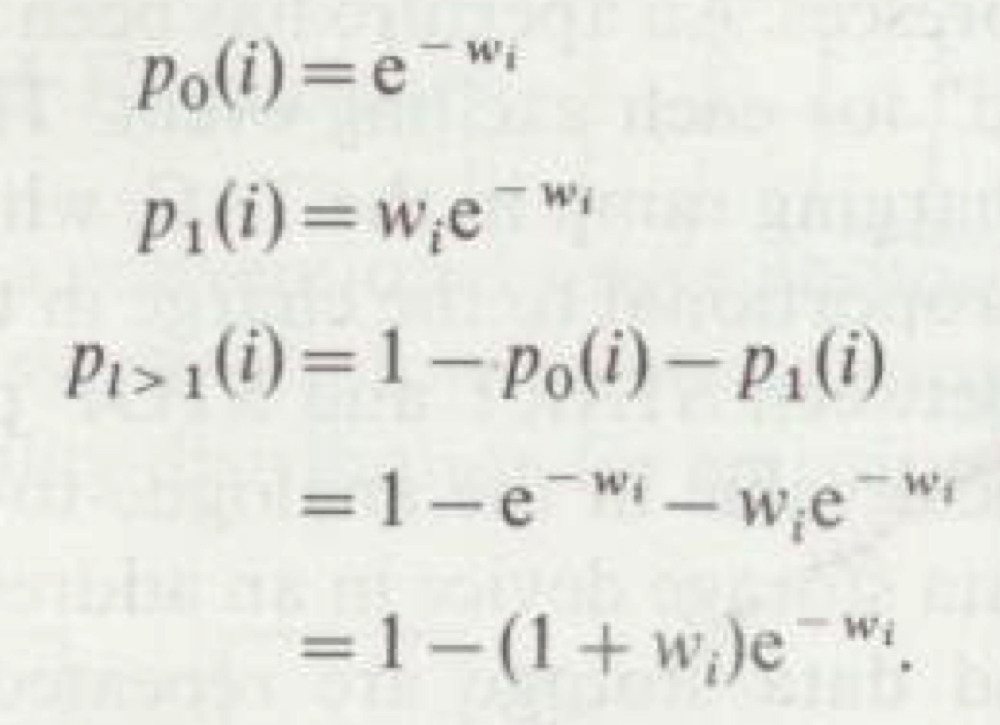 p₀(i) = e^{-w_i}
p₁(i) = w_i e^{-w_i}
p_{l>1}(i) = 1 - p₀(i) - p₁(i)
= 1 - e^{-w_i} - w_i e^{-w_i}
= 1 - (1 + w_i)e^{-w_i}.